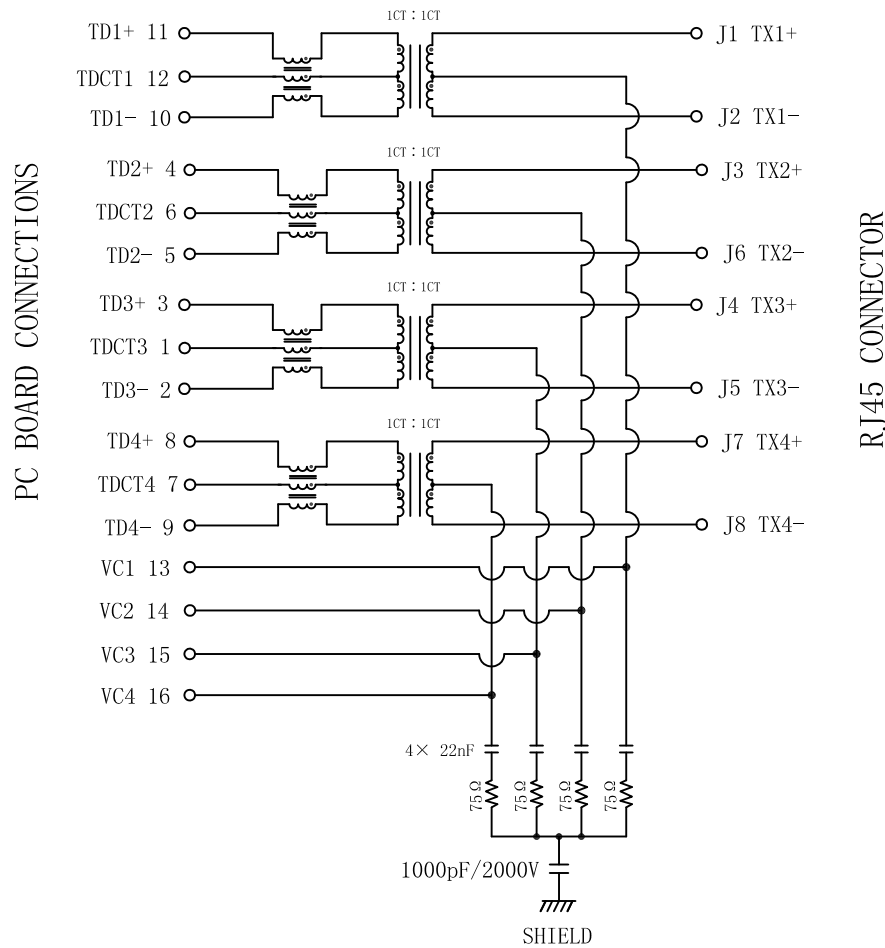 1CT : 1CT
TD1+ 11
J1 TX1+
TDCT1 12
TD1- 10
J2 TX1-
1CT : 1CT
TD2+ 4
J3 TX2+
TDCT2 6
TD2- 5
J6 TX2-
1CT : 1CT
TD3+ 3
J4 TX3+
TDCT3 1
TD3- 2
J5 TX3-
1CT : 1CT
TD4+ 8
J7 TX4+
TDCT4 7
TD4- 9
J8 TX4-
PC BOARD CONNECTIONS
RJ45 CONNECTOR
VC1 13
VC2 14
VC3 15
VC4 16
4× 22nF
75Ω
75Ω
75Ω
75Ω
1000pF/2000V
SHIELD